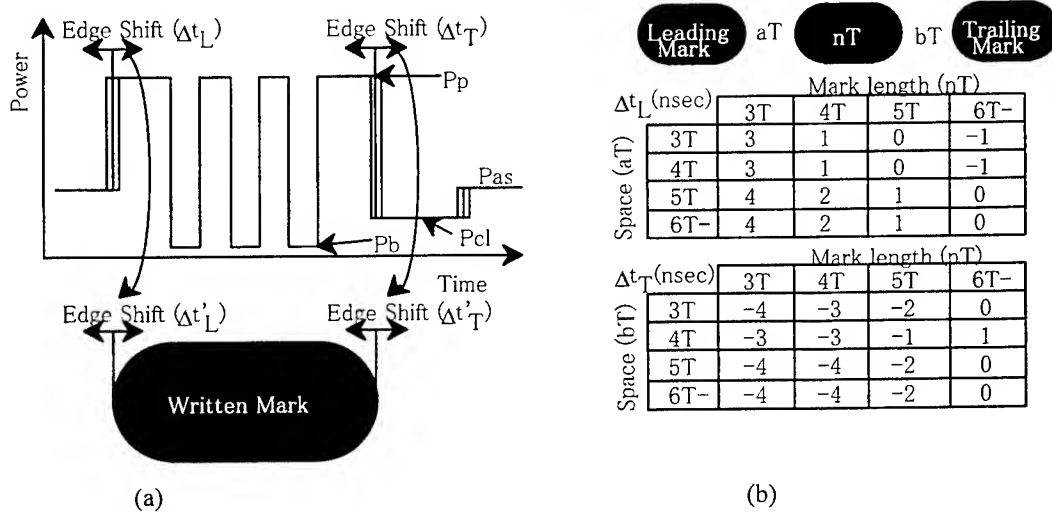 Edge Shift (Δt_L)
Edge Shift (Δt_T)
Power
Pp
Pas
Pb
Pcl
Time
Edge Shift (Δt'_L)
Edge Shift (Δt'_T)
Written Mark
(a)
Leading Mark
aT
nT
bT
Trailing Mark
Mark length (nT)
Δt_L(nsec) 3T 4T 5T 6T-
Space (aT)
3T 3 1 0 -1
4T 3 1 0 -1
5T 4 2 1 0
6T- 4 2 1 0
Mark length (nT)
Δt_T(nsec) 3T 4T 5T 6T-
Space (bT)
3T -4 -3 -2 0
4T -3 -3 -1 1
5T -4 -4 -2 0
6T- -4 -4 -2 0
(b)